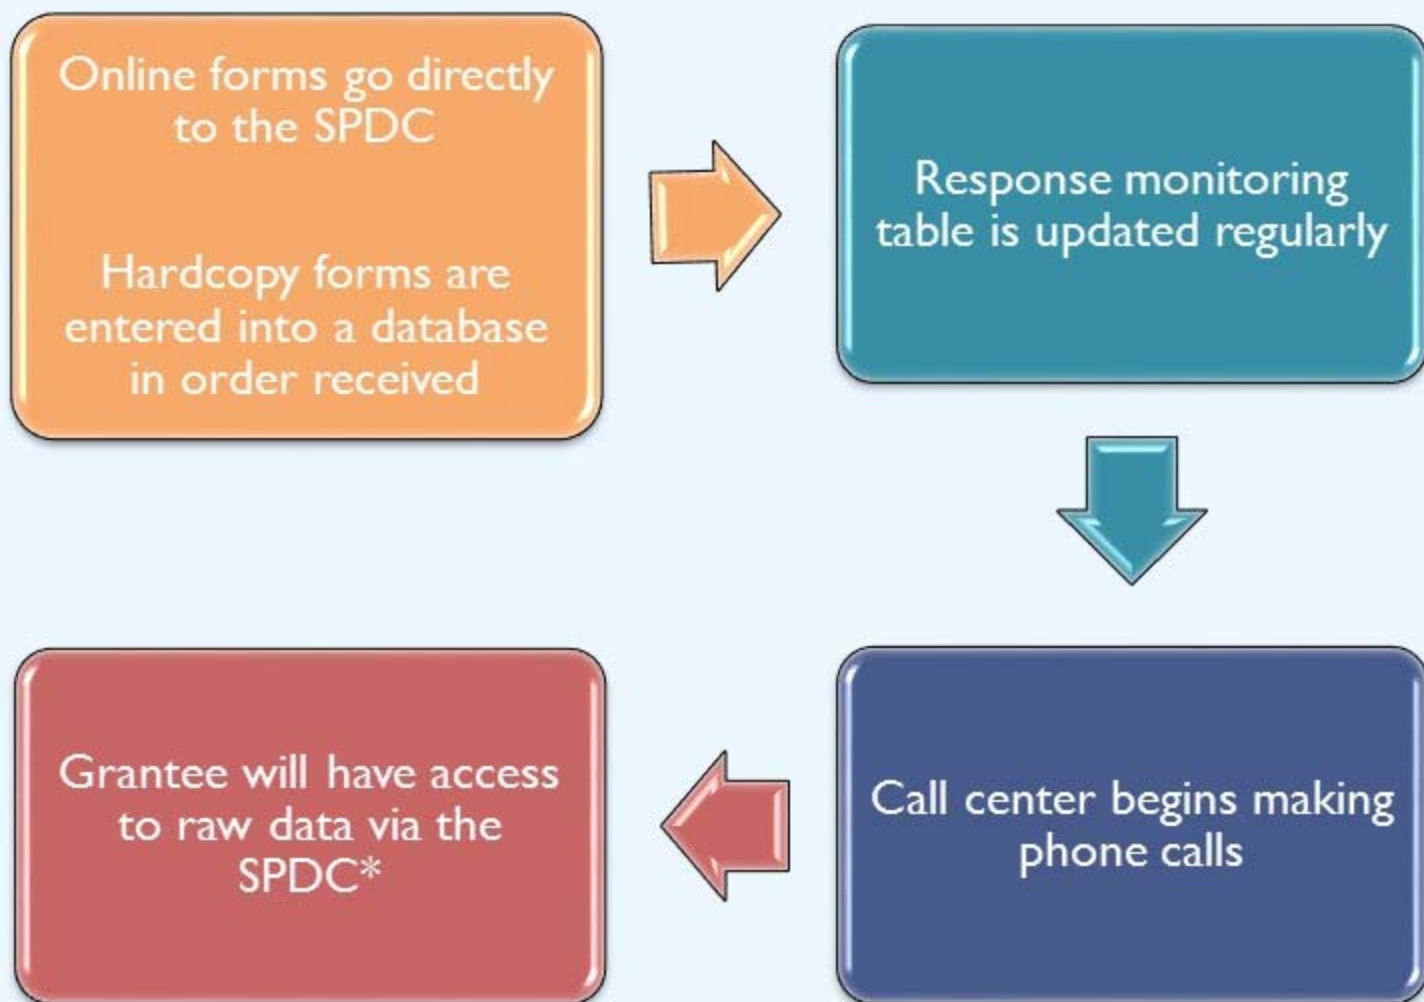 Online forms go directly
to the SPDC
Hardcopy forms are
entered into a database
in order received
Response monitoring
table is updated regularly
Call center begins making
phone calls
Grantee will have access
to raw data via the
SPDC*